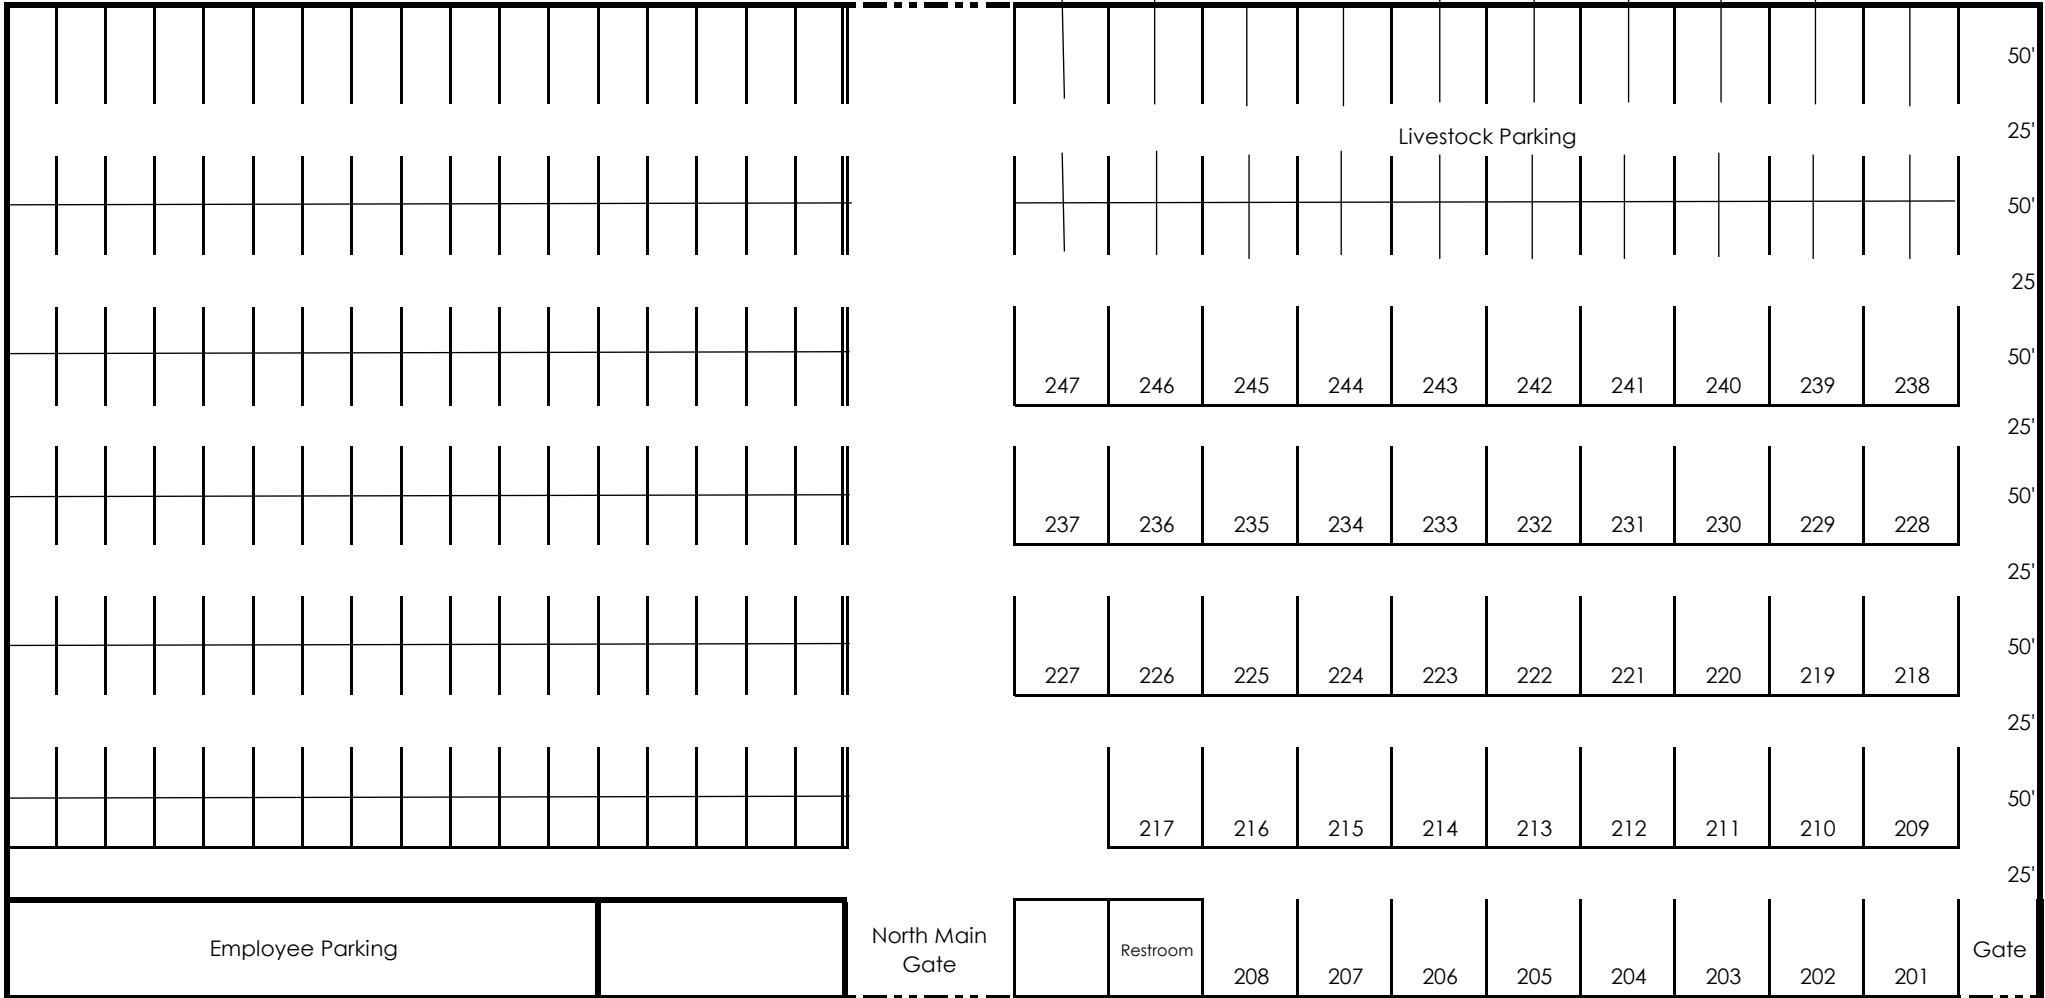 50'
25'
Livestock Parking
50'
25
50'
247 246 245 244 243 242 241 240 239 238
25'
50'
237 236 235 234 233 232 231 230 229 228
25'
50'
227 226 225 224 223 222 221 220 219 218
25'
50'
217 216 215 214 213 212 211 210 209
25'
Employee Parking
North Main
Gate
Restroom
208 207 206 205 204 203 202 201
Gate